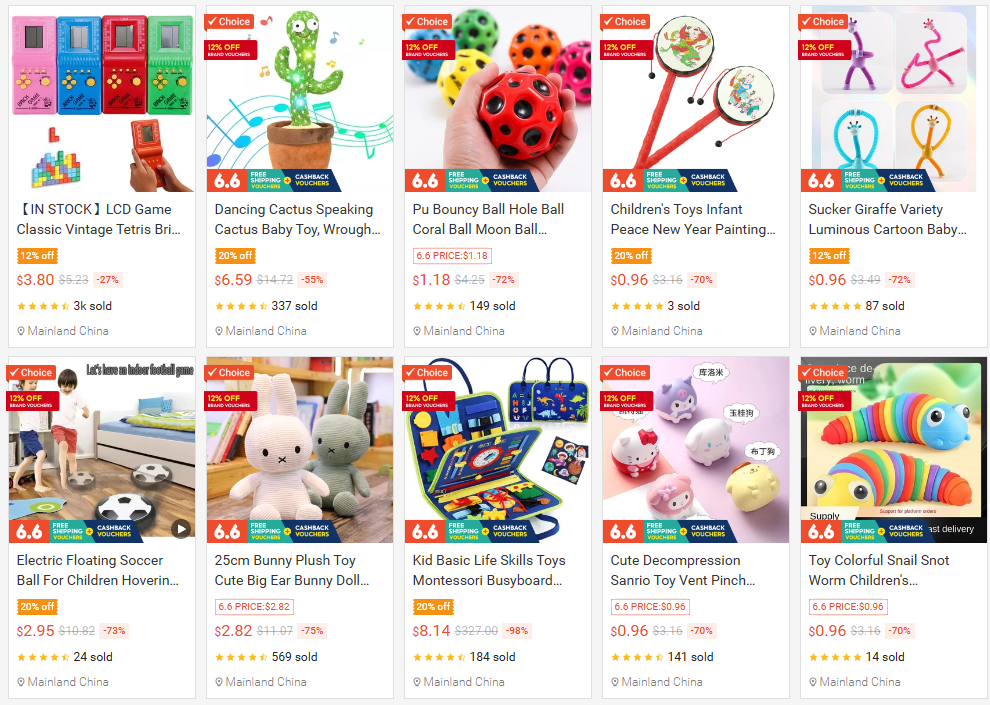 【IN STOCK】LCD Game
Classic Vintage Tetris Bri...
12% off
$3.80 $5.23 -27%
3k sold
Mainland China
Choice
12% OFF
BRAND VOUCHERS
6.6 FREE SHIPPING VOUCHERS + CASHBACK VOUCHERS
Dancing Cactus Speaking
Cactus Baby Toy, Wrough...
20% off
$6.59 $14.72 -55%
337 sold
Mainland China
Choice
12% OFF
BRAND VOUCHERS
6.6 FREE SHIPPING VOUCHERS + CASHBACK VOUCHERS
Pu Bouncy Ball Hole Ball
Coral Ball Moon Ball...
6.6 PRICE:$1.18
$1.18 $4.25 -72%
149 sold
Mainland China
Choice
12% OFF
BRAND VOUCHERS
6.6 FREE SHIPPING VOUCHERS + CASHBACK VOUCHERS
Children's Toys Infant
Peace New Year Painting...
20% off
$0.96 $3.16 -70%
3 sold
Mainland China
Choice
12% OFF
BRAND VOUCHERS
6.6 FREE SHIPPING VOUCHERS + CASHBACK VOUCHERS
Sucker Giraffe Variety
Luminous Cartoon Baby...
12% off
$0.96 $3.49 -72%
87 sold
Mainland China
Choice
Let's have an indoor football game
12% OFF
BRAND VOUCHERS
6.6 FREE SHIPPING VOUCHERS + CASHBACK VOUCHERS
Electric Floating Soccer
Ball For Children Hoverin...
20% off
$2.95 $10.82 -73%
24 sold
Mainland China
Choice
12% OFF
BRAND VOUCHERS
6.6 FREE SHIPPING VOUCHERS + CASHBACK VOUCHERS
25cm Bunny Plush Toy
Cute Big Ear Bunny Doll...
6.6 PRICE:$2.82
$2.82 $11.07 -75%
569 sold
Mainland China
Choice
12% OFF
BRAND VOUCHERS
6.6 FREE SHIPPING VOUCHERS + CASHBACK VOUCHERS
Kid Basic Life Skills Toys
Montessori Busyboard...
20% off
$8.14 $327.00 -98%
184 sold
Mainland China
Choice
库洛米
12% OFF
BRAND VOUCHERS
玉桂狗
布丁狗
6.6 FREE SHIPPING VOUCHERS + CASHBACK VOUCHERS
Cute Decompression
Sanrio Toy Vent Pinch...
6.6 PRICE:$0.96
$0.96 $3.16 -70%
141 sold
Mainland China
Choice
12% OFF
BRAND VOUCHERS
Supply
Support for platform orders
6.6 FREE SHIPPING VOUCHERS + CASHBACK VOUCHERS
Toy Colorful Snail Snot
Worm Children's...
6.6 PRICE:$0.96
$0.96 $3.16 -70%
14 sold
Mainland China